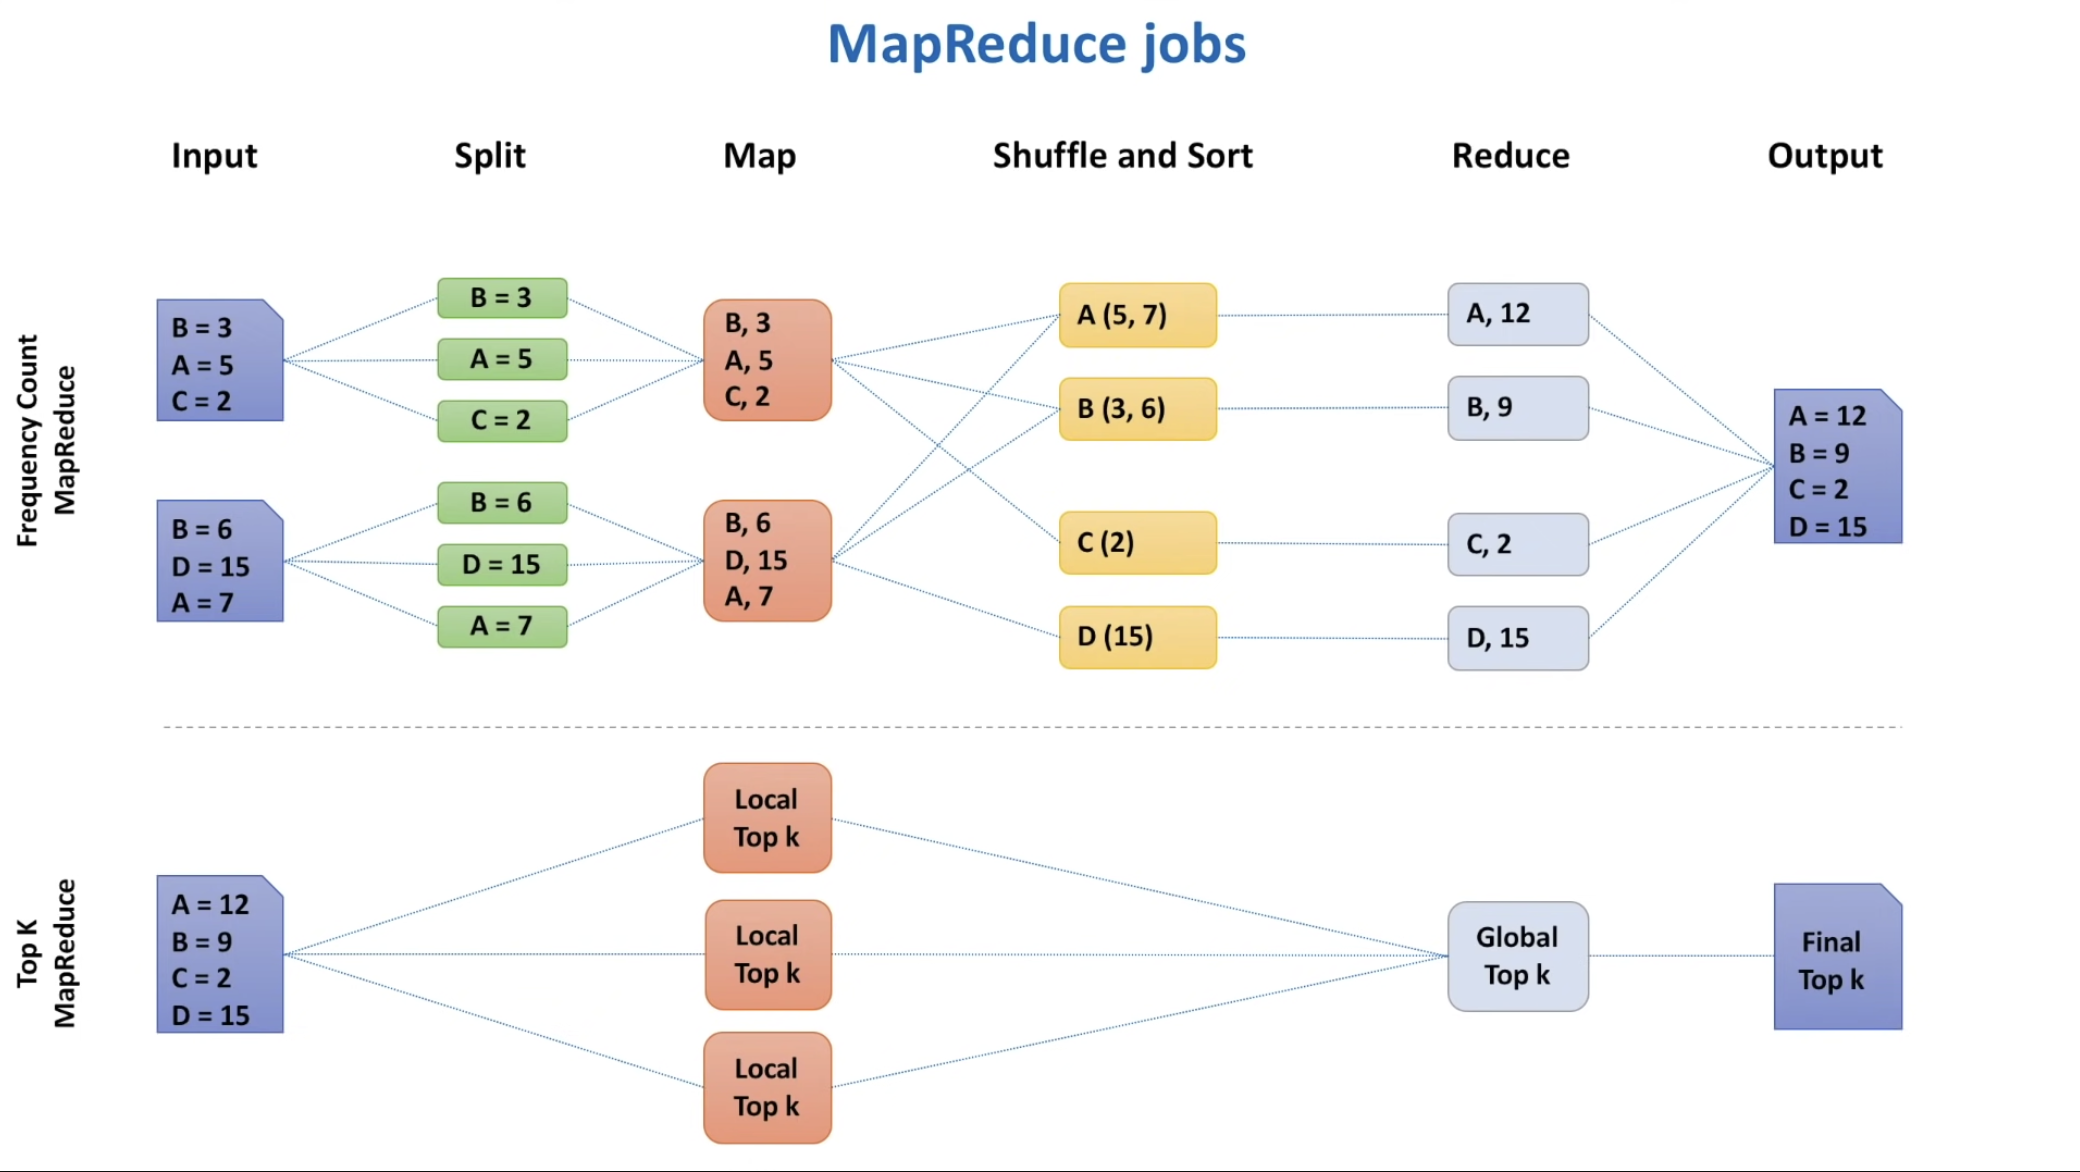 MapReduce jobs
Input
Split
Map
Shuffle and Sort
Reduce
Output
Frequency Count
MapReduce
B = 3
A = 5
C = 2
B = 6
D = 15
A = 7
B = 3
A = 5
C = 2
B = 6
D = 15
A = 7
B, 3
A, 5
C, 2
B, 6
D, 15
A, 7
A (5, 7)
B (3, 6)
C (2)
D (15)
A, 12
B, 9
C, 2
D, 15
A = 12
B = 9
C = 2
D = 15
Top K
MapReduce
A = 12
B = 9
C = 2
D = 15
Local
Top k
Local
Top k
Local
Top k
Global
Top k
Final
Top k